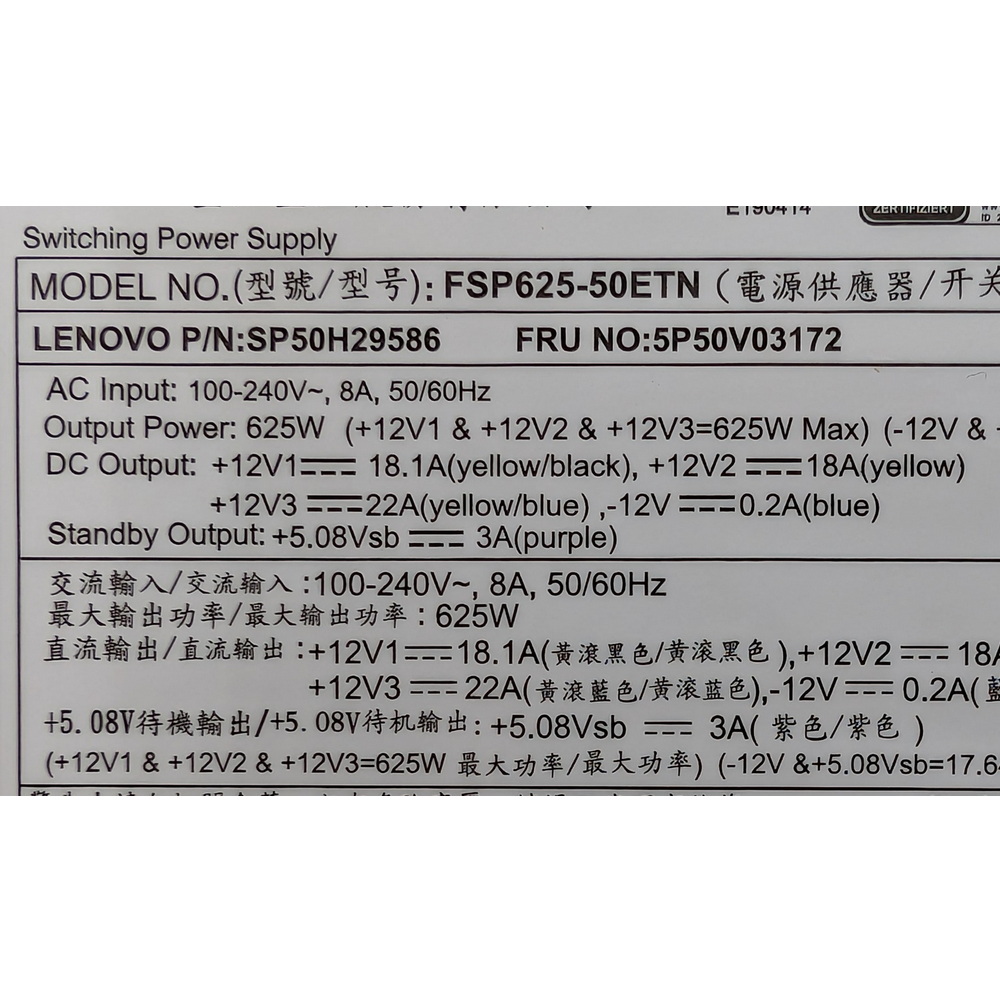 E190414
ZERTIFIZIERT
Switching Power Supply
MODEL NO.(型號/型号): FSP625-50ETN (電源供應器/开关
LENOVO P/N:SP50H29586 FRU NO:5P50V03172
AC Input: 100-240V~, 8A, 50/60Hz
Output Power: 625W (+12V1 & +12V2 & +12V3=625W Max) (-12V &
DC Output: +12V1⎓ 18.1A(yellow/black), +12V2 ⎓18A(yellow)
+12V3 ⎓22A(yellow/blue) ,-12V ⎓0.2A(blue)
Standby Output: +5.08Vsb ⎓ 3A(purple)
交流輸入/交流输入 :100-240V~, 8A, 50/60Hz
最大輸出功率/最大输出功率 : 625W
直流輸出/直流输出 :+12V1⎓18.1A(黃滾黑色/黄滚黑色 ),+12V2 ⎓ 18A
+12V3 ⎓22A(黃滾藍色/黄滚蓝色),-12V ⎓ 0.2A(藍
+5.08V待機輸出/+5.08V待机输出: +5.08Vsb ⎓ 3A( 紫色/紫色 )
(+12V1 & +12V2 & +12V3=625W 最大功率/最大功率) (-12V &+5.08Vsb=17.64